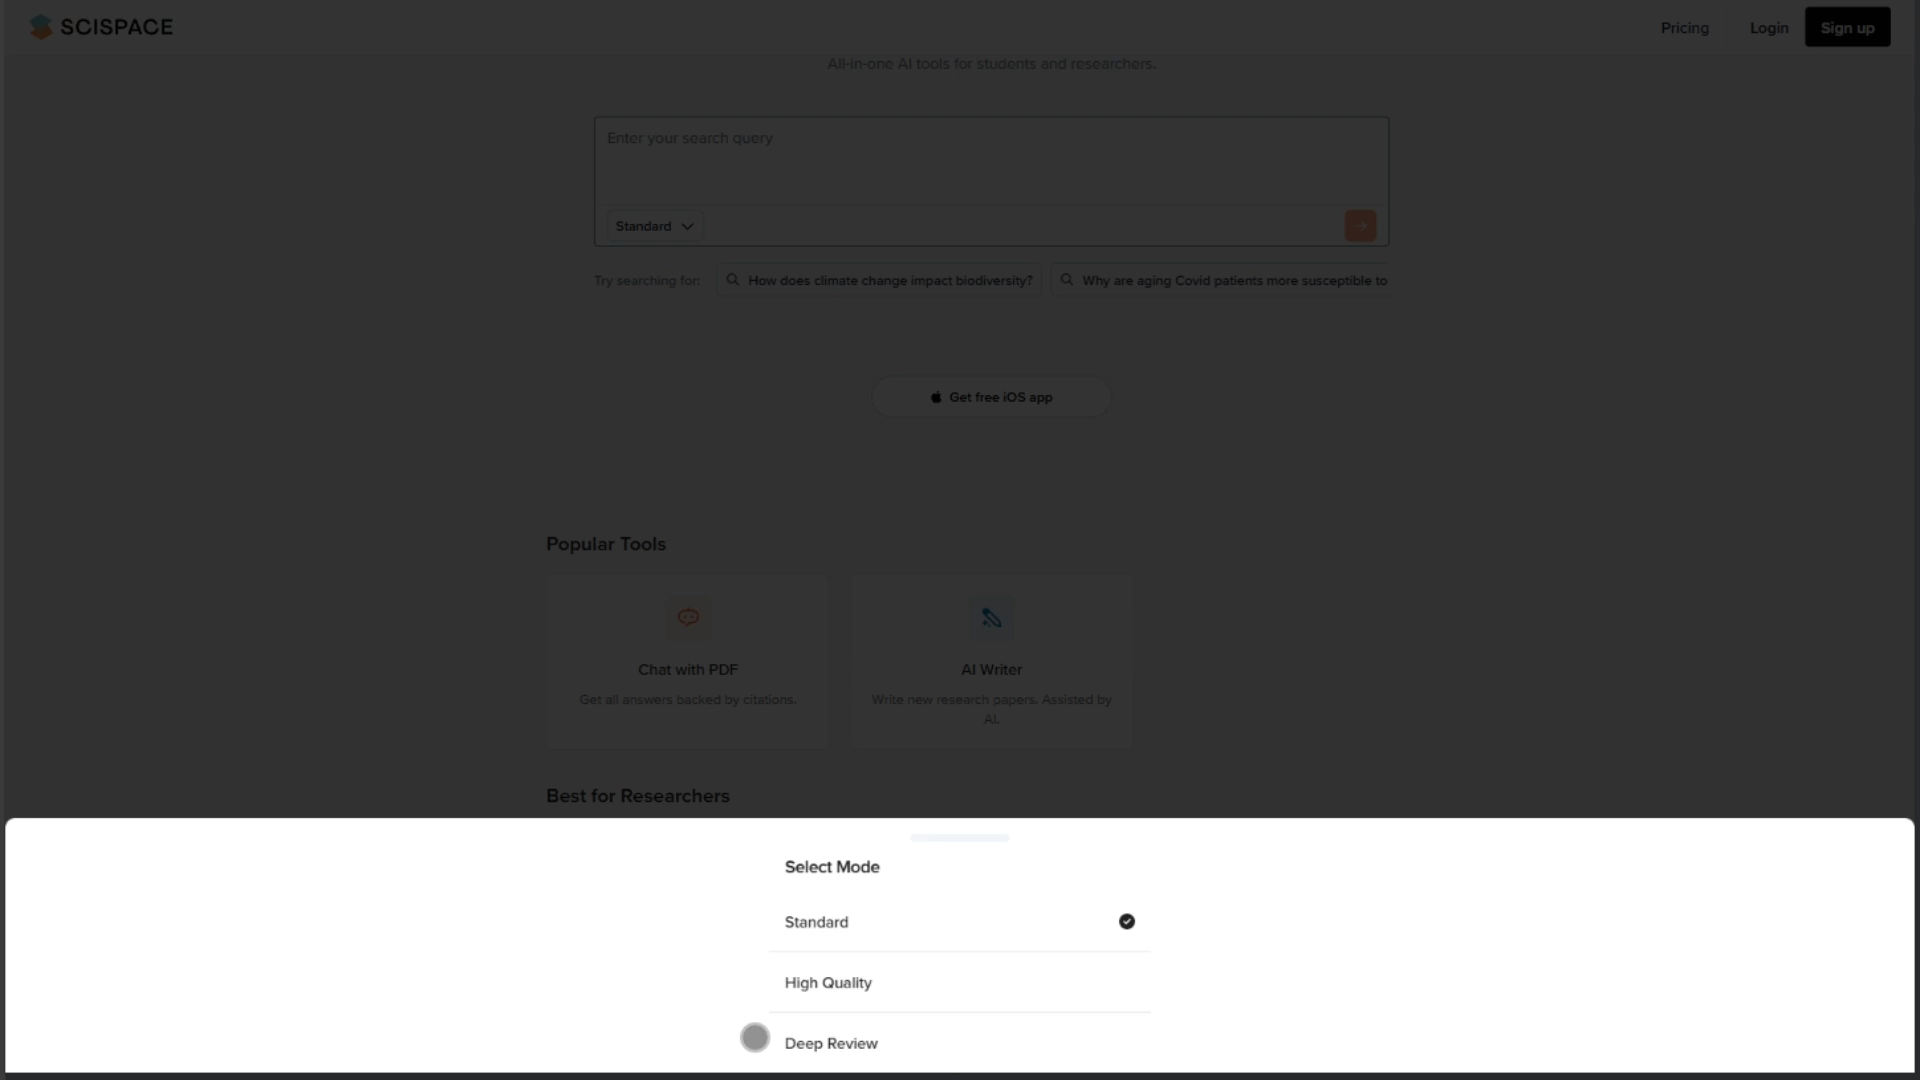 SCISPACE
Pricing
Login
Sign up
All-in-one AI tools for students and researchers.
Enter your search query
Standard
Try searching for:
How does climate change impact biodiversity?
Why are aging Covid patients more susceptible to
Get free iOS app
Popular Tools
Chat with PDF
Get all answers backed by citations.
AI Writer
Write new research papers. Assisted by
AI.
Best for Researchers
Select Mode
Standard
High Quality
Deep Review